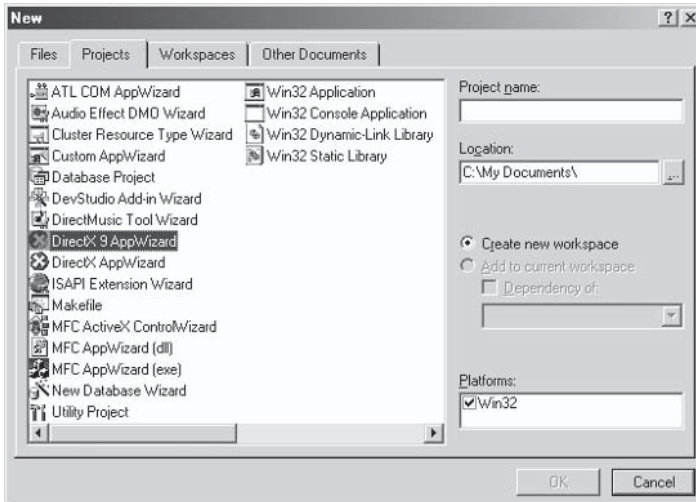 New
Files Projects Workspaces Other Documents
ATL COM AppWizard
Audio Effect DMO Wizard
Cluster Resource Type Wizard
Custom AppWizard
Database Project
DevStudio Add-in Wizard
DirectMusic Tool Wizard
DirectX 9 AppWizard
DirectX AppWizard
ISAPI Extension Wizard
Makefile
MFC ActiveX ControlWizard
MFC AppWizard (dll)
MFC AppWizard (exe)
New Database Wizard
Utility Project
Win32 Application
Win32 Console Application
Win32 Dynamic-Link Library
Win32 Static Library
Project name:
Location:
C:\My Documents\
...
Create new workspace
Add to current workspace
Dependency of:
Platforms:
Win32
OK Cancel